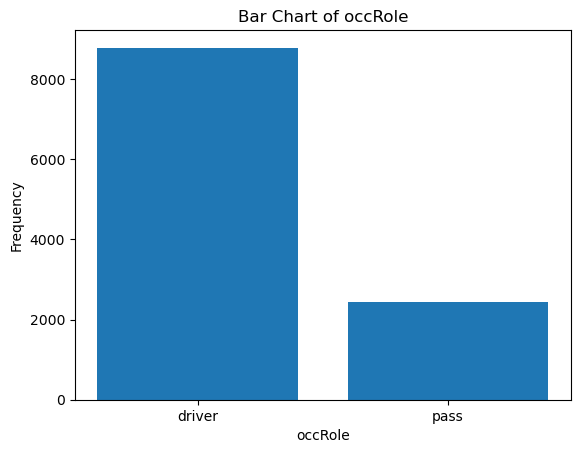 Bar Chart of occRole
Frequency
8000
6000
4000
2000
0
driver pass
occRole